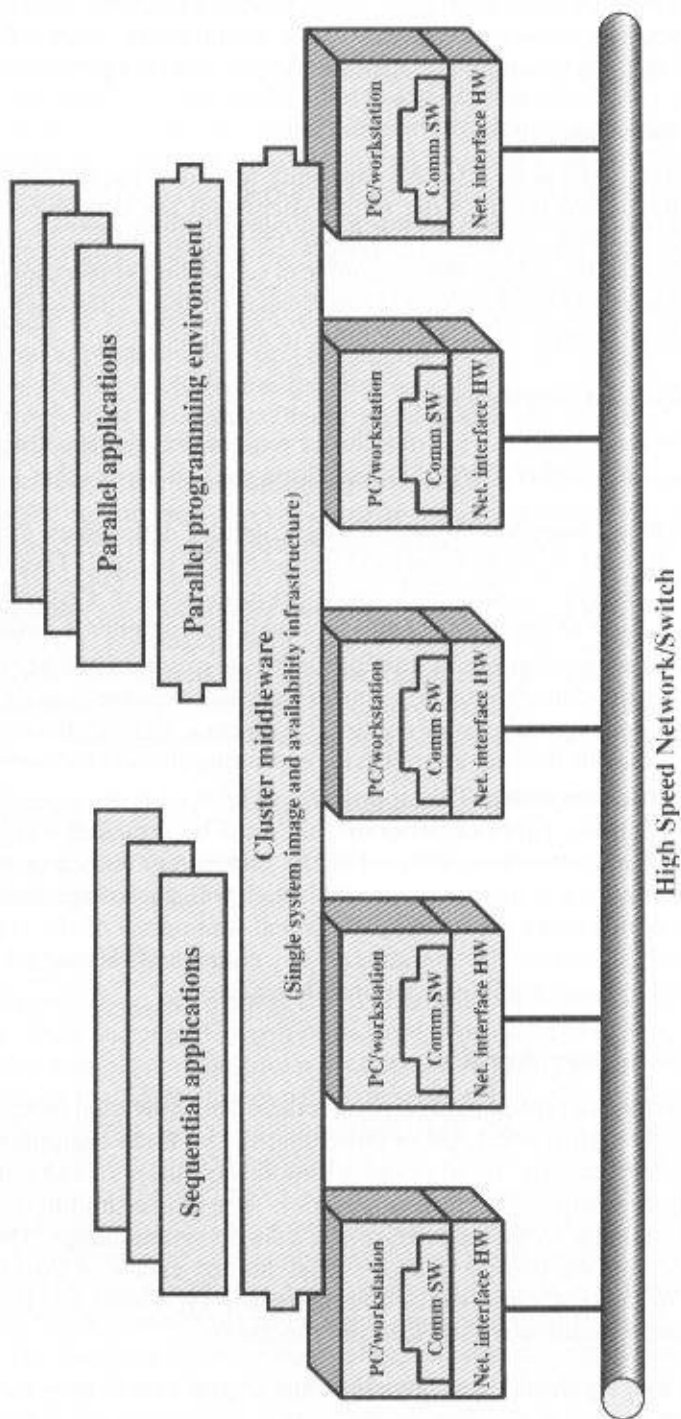 Sequential applications
Parallel applications
Parallel programming environment
Cluster middleware
(Single system image and availability infrastructure)
PC/workstation
Comm SW
Net. interface HW
PC/workstation
Comm SW
Net. interface HW
PC/workstation
Comm SW
Net. interface HW
PC/workstation
Comm SW
Net. interface HW
PC/workstation
Comm SW
Net. interface HW
High Speed Network/Switch